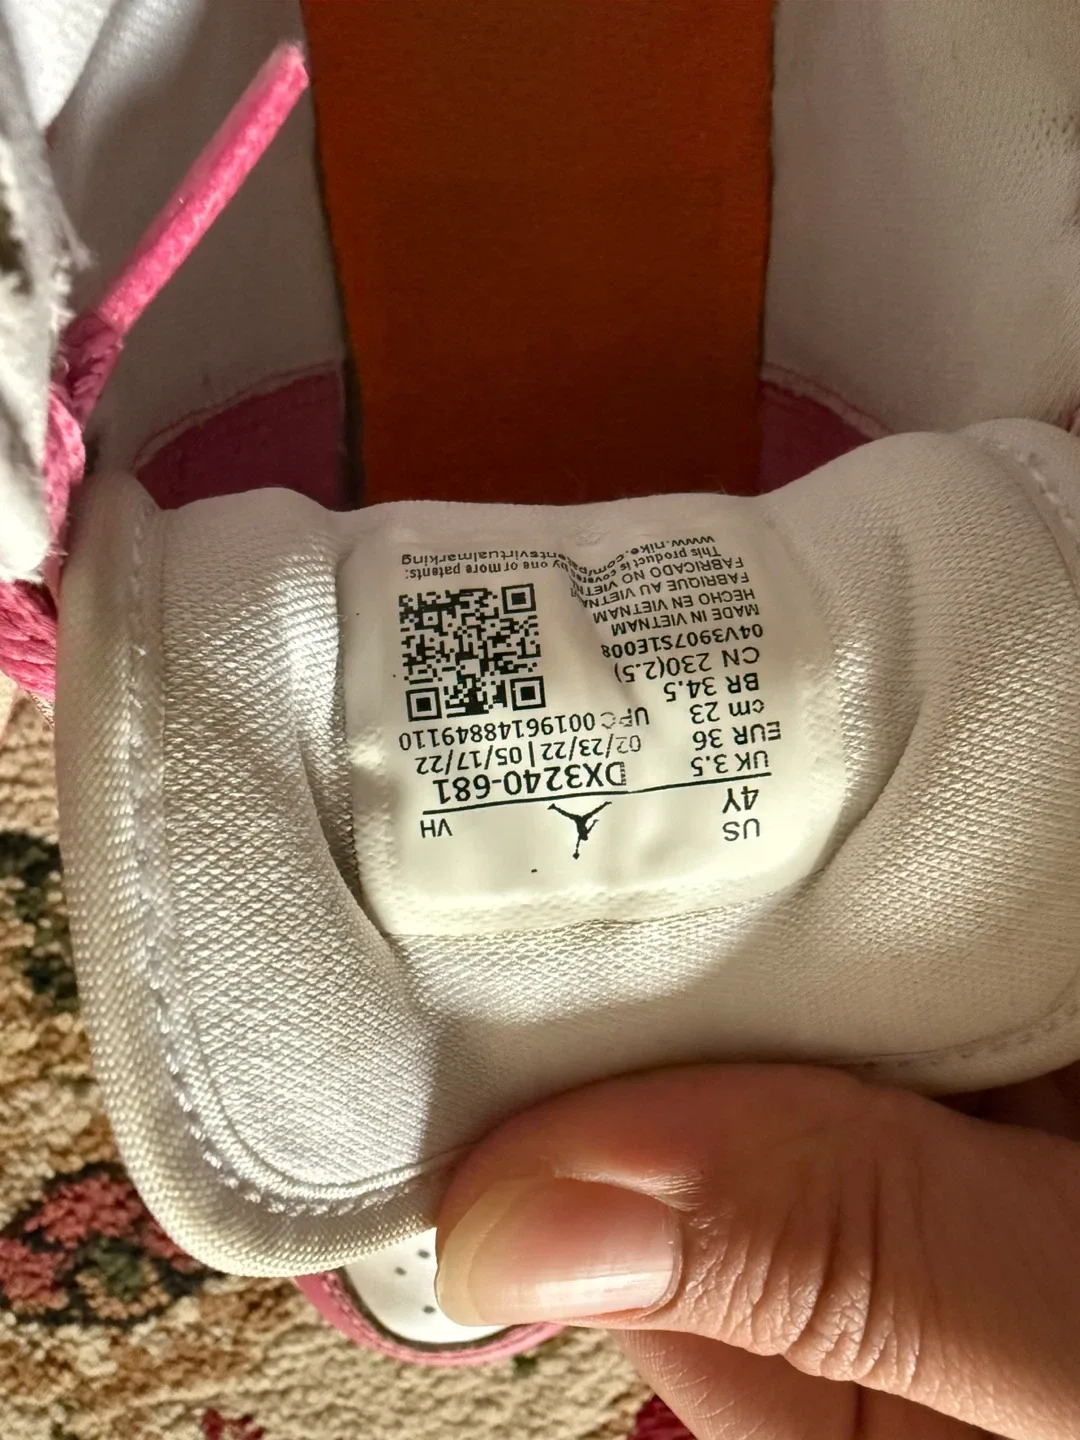 US
4Y
VH
UK 3.5
EUR 36
cm 23
BR 34.5
CN 230(2.5)
DX3240-681
02/23/22 | 05/17/22
UPC 00196148849110
04V3907S1E008
MADE IN VIETNAM
HECHO EN VIETNAM
FABRIQUE AU VIETNAM
FABRICADO NO
This product is covered by one or more patents:
www.nike.com/patentsvirtualmarking